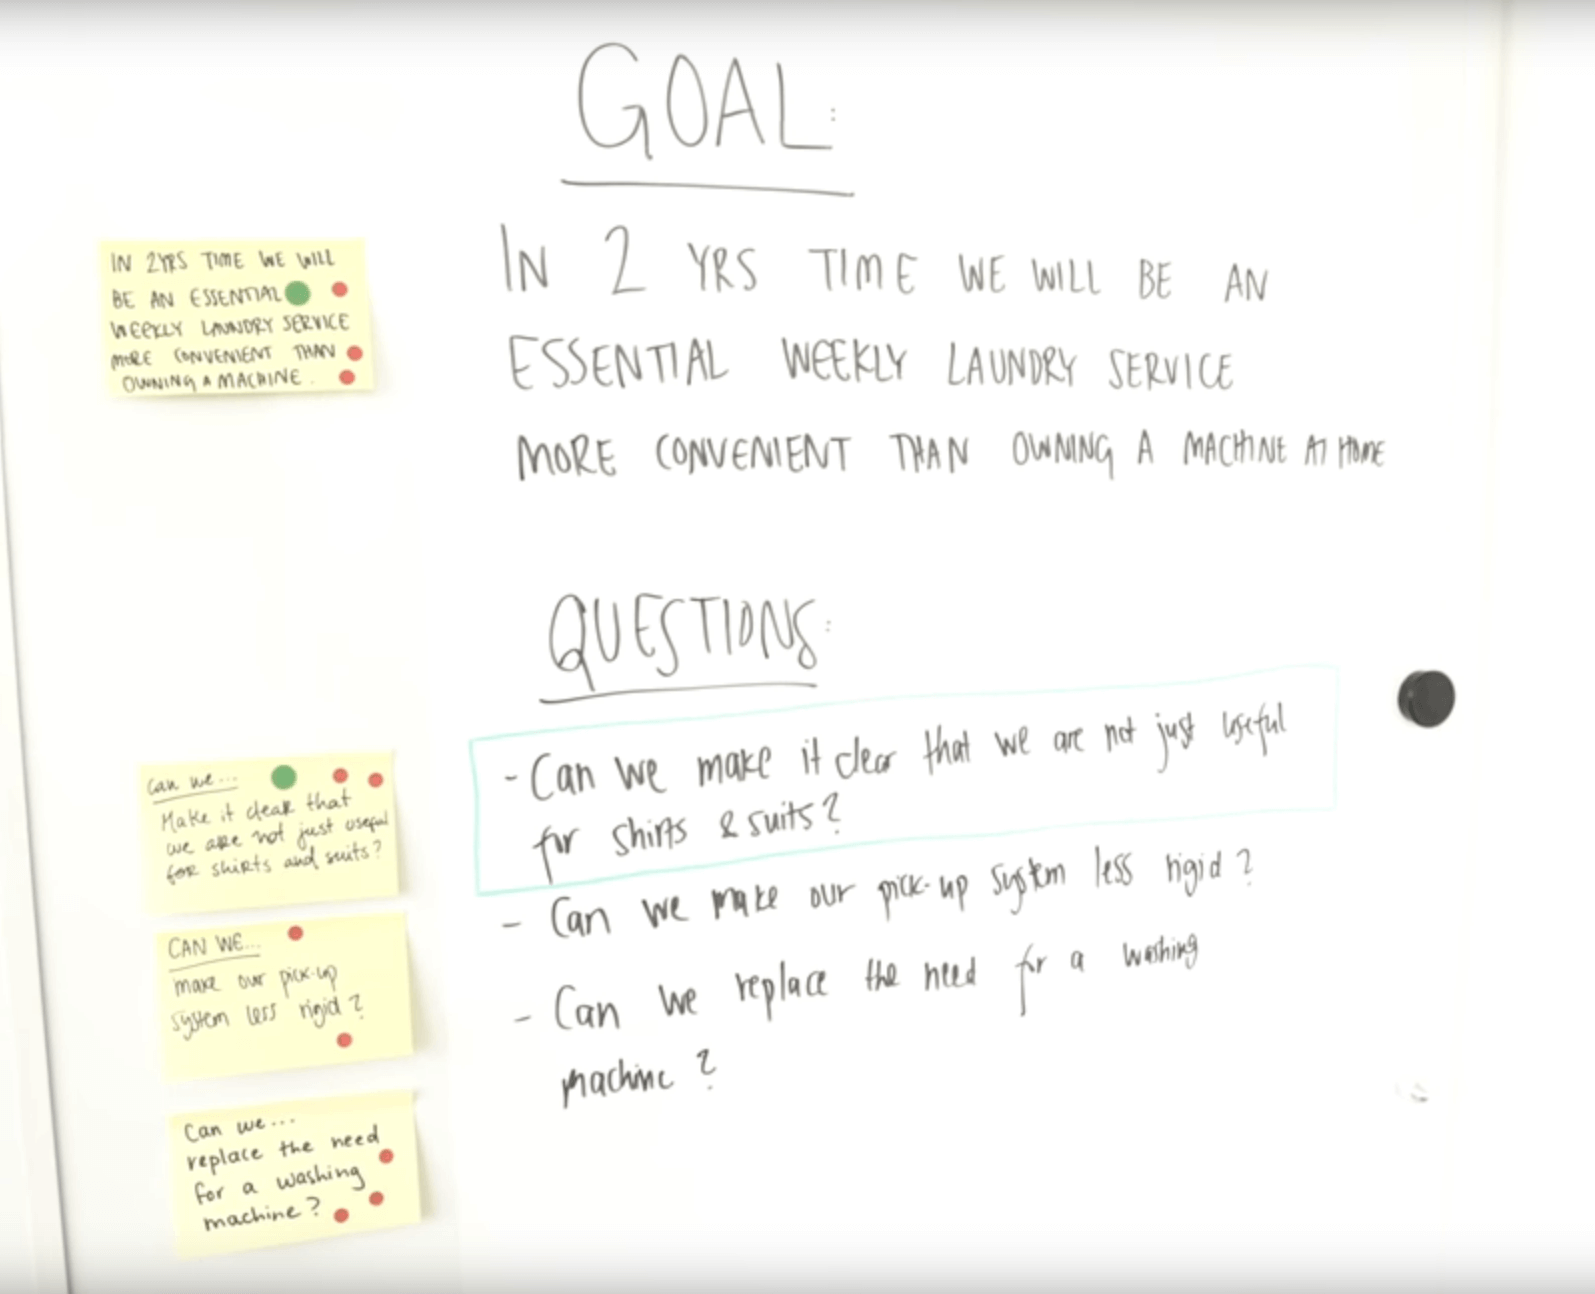 GOAL:
IN 2 YRS TIME WE WILL BE AN
ESSENTIAL WEEKLY LAUNDRY SERVICE
MORE CONVENIENT THAN OWNING A MACHINE AT HOME
IN 2YRS TIME WE WILL
BE AN ESSENTIAL
WEEKLY LAUNDRY SERVICE
MORE CONVENIENT THAN
OWNING A MACHINE.
QUESTIONS:
- Can we make it clear that we are not just useful
for shirts & suits?
- Can we make our pick-up system less rigid?
- Can we replace the need for a washing
machine?
Can we...
Make it clear that
we are not just useful
for shirts and suits?
CAN WE...
make our pick-up
system less rigid?
Can we...
replace the need
for a washing
machine?